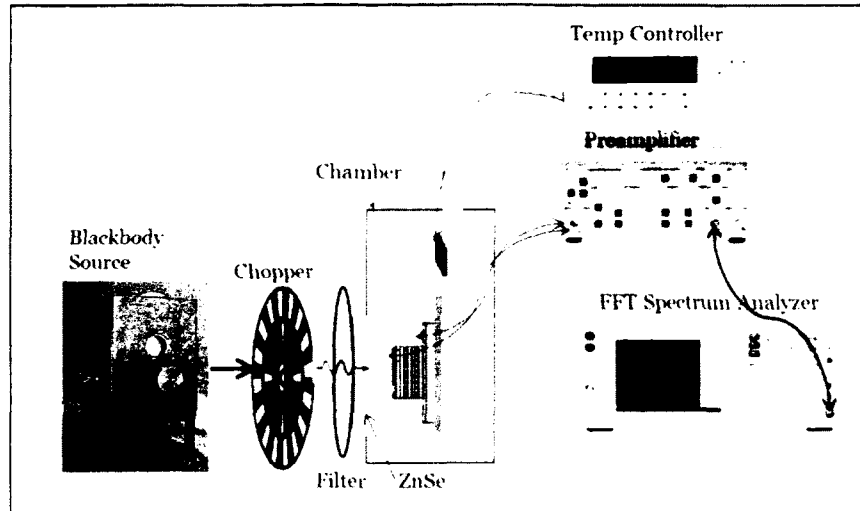 Temp Controller
Preamplifier
Chamber
Blackbody
Source
Chopper
FFT Spectrum Analyzer
Filter
ZnSe